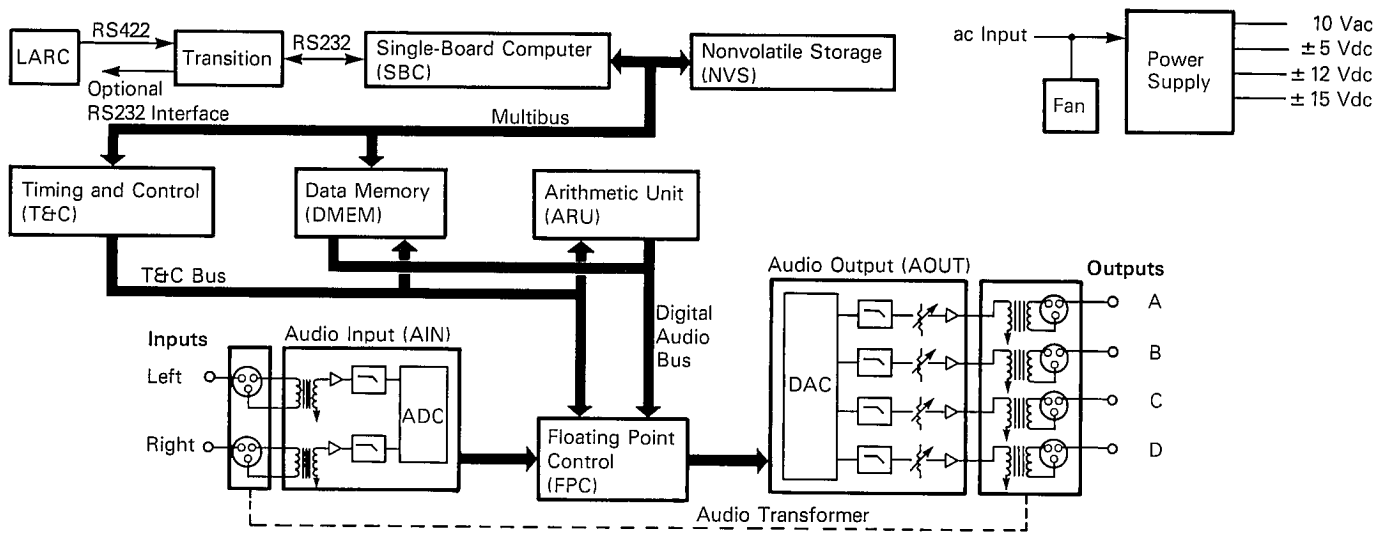 LARC
RS422
Optional
RS232 Interface
Transition
RS232
Single-Board Computer
(SBC)
Nonvolatile Storage
(NVS)
Multibus
ac Input
Fan
Power
Supply
10 Vac
± 5 Vdc
± 12 Vdc
± 15 Vdc
Timing and Control
(T&C)
Data Memory
(DMEM)
Arithmetic Unit
(ARU)
T&C Bus
Digital
Audio
Bus
Inputs
Left
Right
Audio Input (AIN)
ADC
Floating Point
Control
(FPC)
Audio Output (AOUT)
DAC
Outputs
A
B
C
D
Audio Transformer